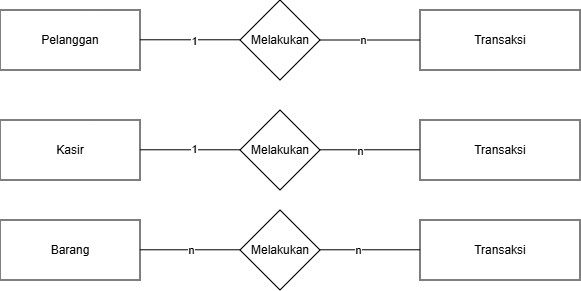 Pelanggan 1 Melakukan n Transaksi
Kasir 1 Melakukan n Transaksi
Barang n Melakukan n Transaksi